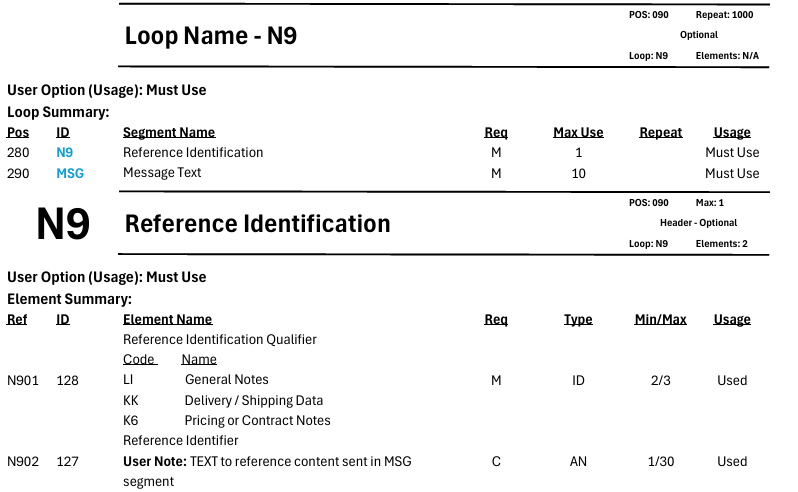 Loop Name - N9
POS: 090 Repeat: 1000
Optional
Loop: N9 Elements: N/A
User Option (Usage): Must Use
Loop Summary:
Pos ID Segment Name Req Max Use Repeat Usage
280 N9 Reference Identification M 1 Must Use
290 MSG Message Text M 10 Must Use
N9 Reference Identification
POS: 090 Max: 1
Header - Optional
Loop: N9 Elements: 2
User Option (Usage): Must Use
Element Summary:
Ref ID Element Name Req Type Min/Max Usage
Reference Identification Qualifier
Code Name
N901 128 LI General Notes M ID 2/3 Used
KK Delivery / Shipping Data
K6 Pricing or Contract Notes
Reference Identifier
N902 127 User Note: TEXT to reference content sent in MSG C AN 1/30 Used
segment